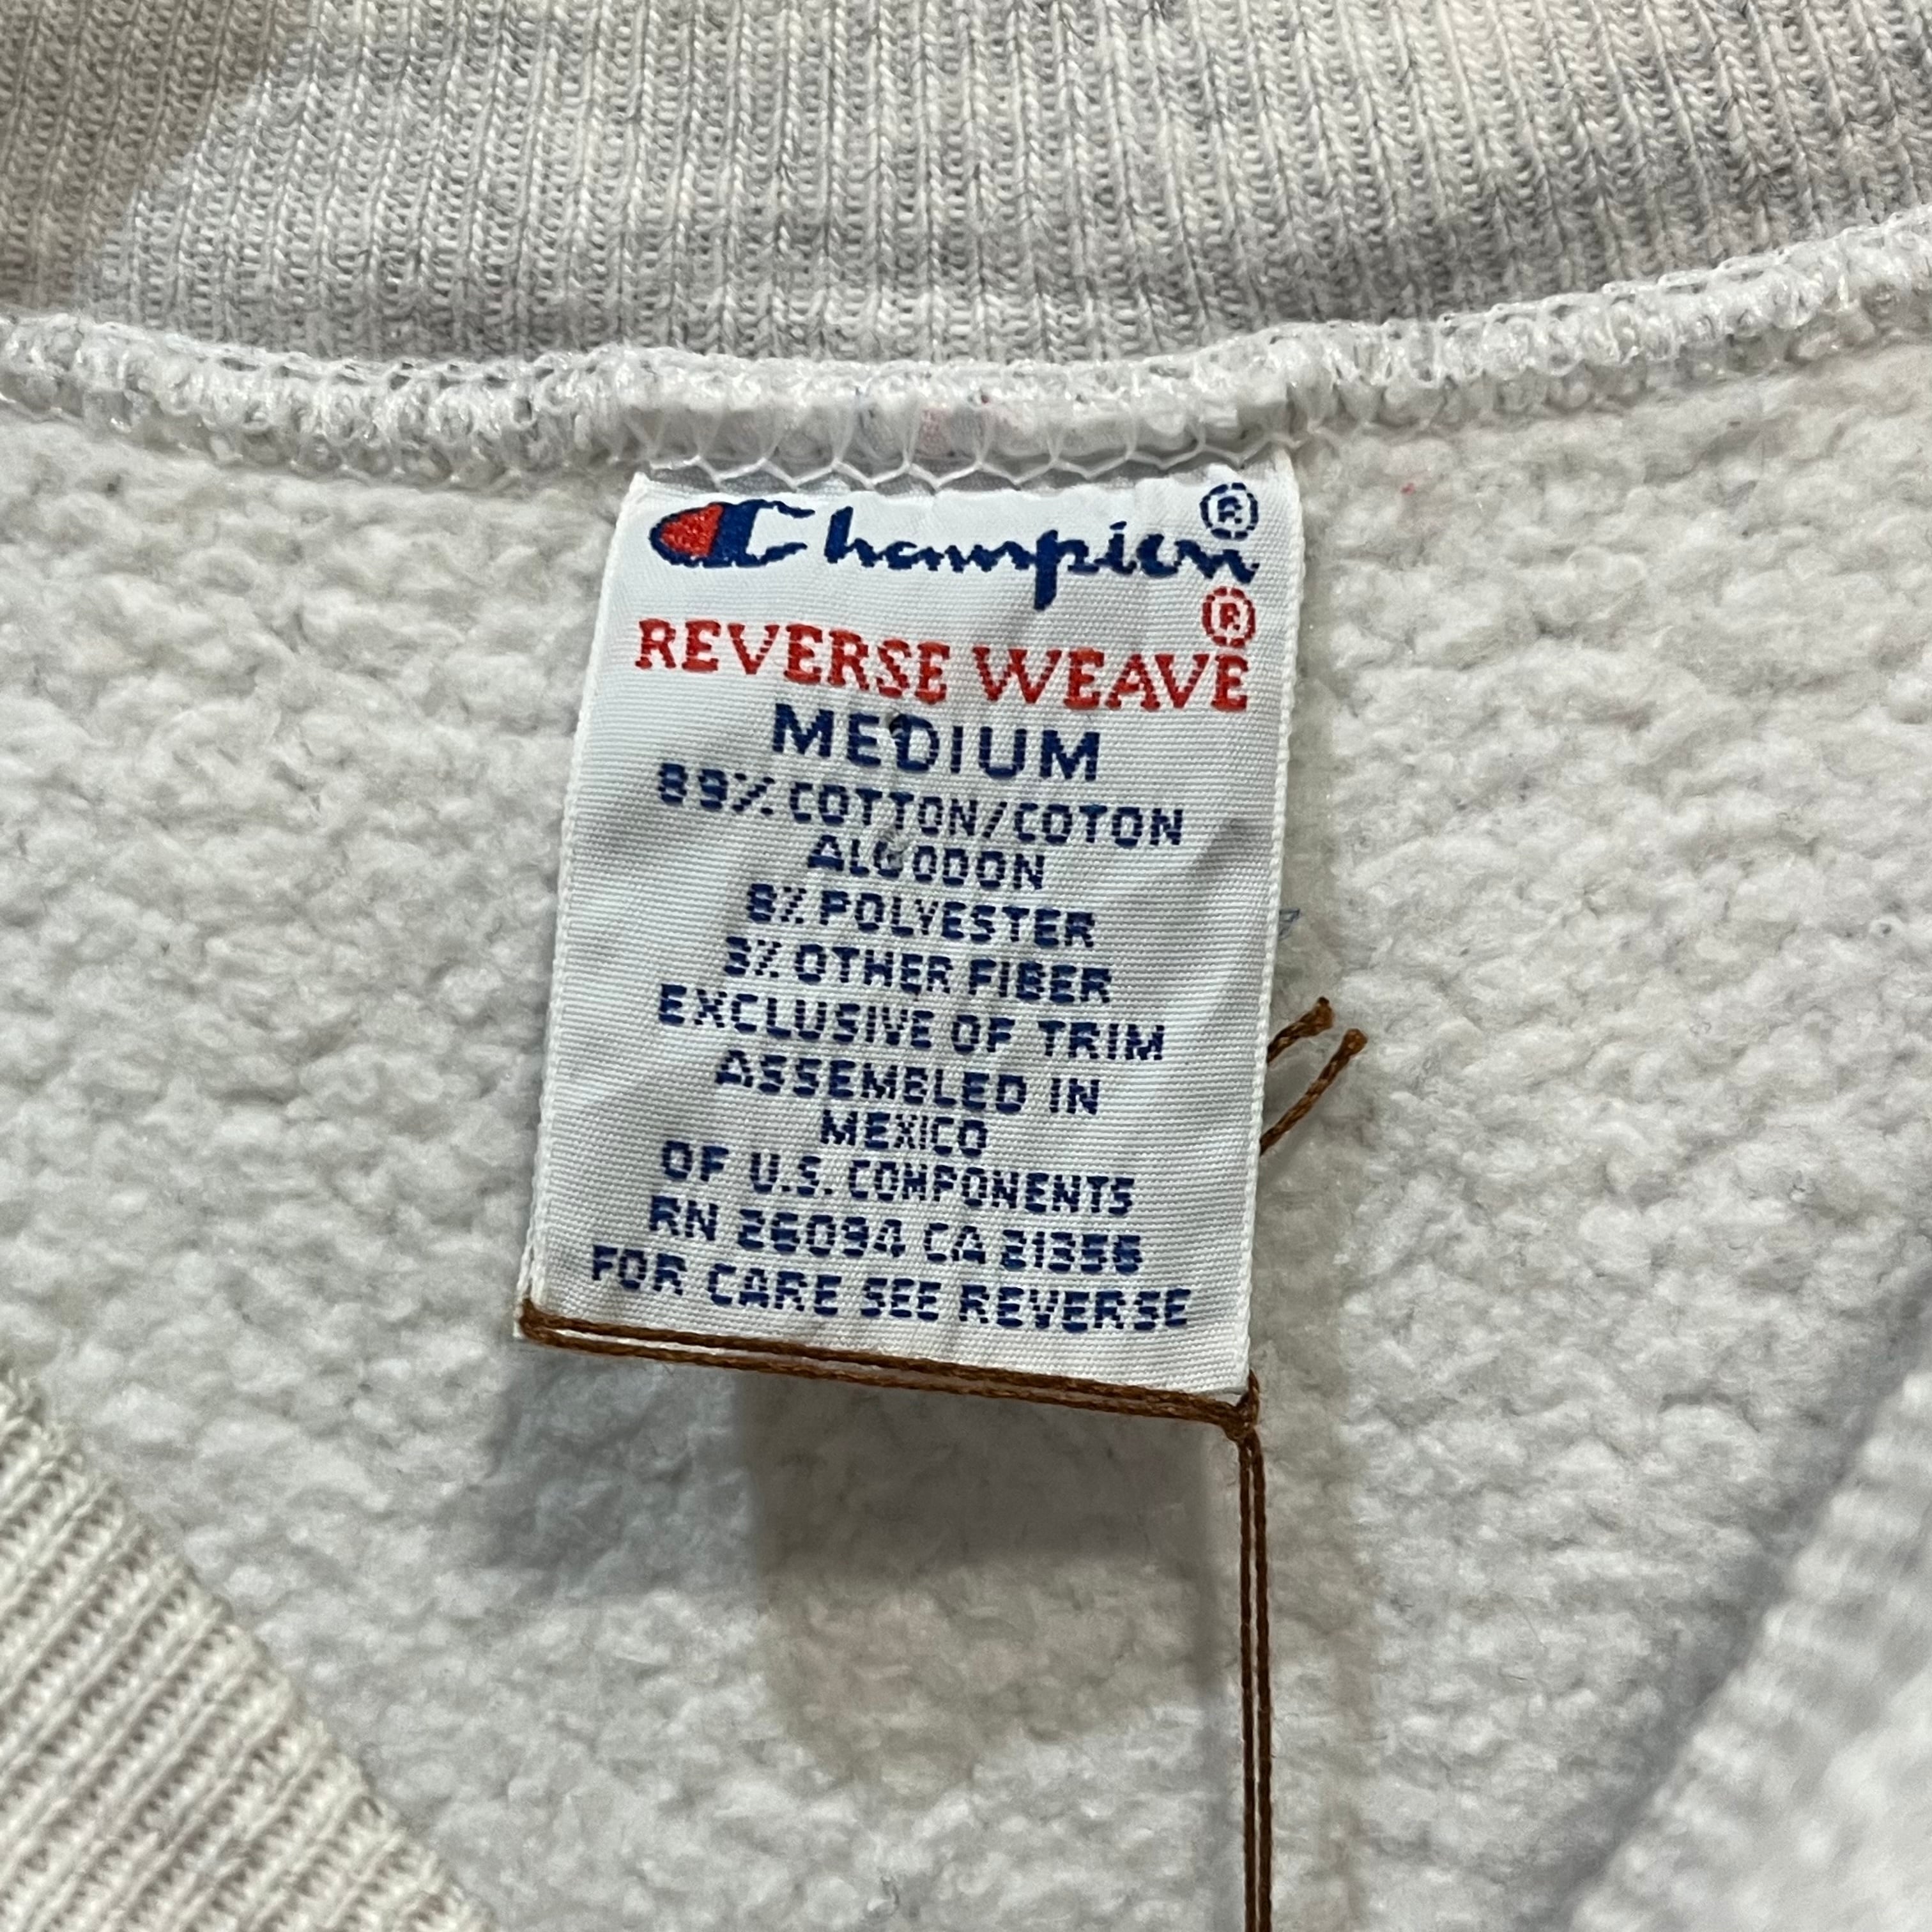 Champion®
REVERSE WEAVE®
MEDIUM
89% COTTON/COTON
ALGODON
8% POLYESTER
3% OTHER FIBER
EXCLUSIVE OF TRIM
ASSEMBLED IN
MEXICO
OF U.S. COMPONENTS
RN 26094 CA 21356
FOR CARE SEE REVERSE